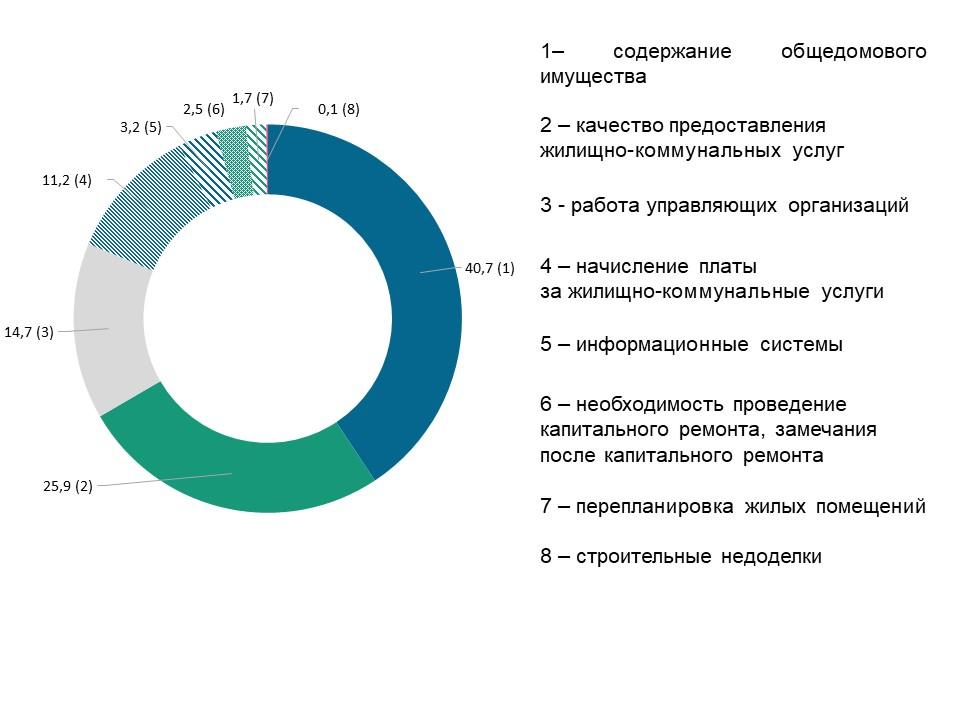 1,7 (7)
2,5 (6)
0,1 (8)
3,2 (5)
11,2 (4)
40,7 (1)
14,7 (3)
25,9 (2)
1– содержание общедомового
имущества
2 – качество предоставления
жилищно-коммунальных услуг
3 - работа управляющих организаций
4 – начисление платы
за жилищно-коммунальные услуги
5 – информационные системы
6 – необходимость проведение
капитального ремонта, замечания
после капитального ремонта
7 – перепланировка жилых помещений
8 – строительные недоделки